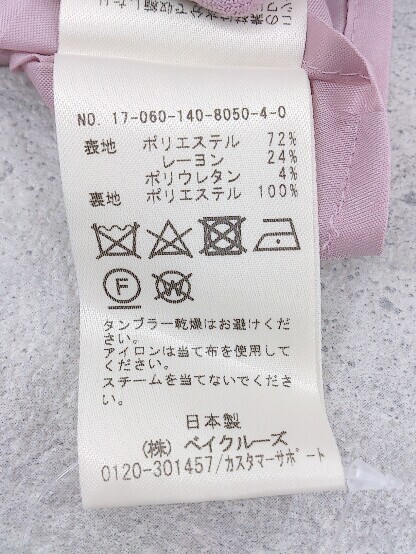 NO. 17-060-140-8050-4-0
表地 ポリエステル 72%
レーヨン 24%
ポリウレタン 4%
裏地 ポリエステル 100%
F W
タンブラー乾燥はお避けくだ
さい。
アイロンは当て布を使用して
ください。
スチームを当てないでくださ
い。
日本製
(株) ベイクルーズ
0120-301457/カスタマーサポート